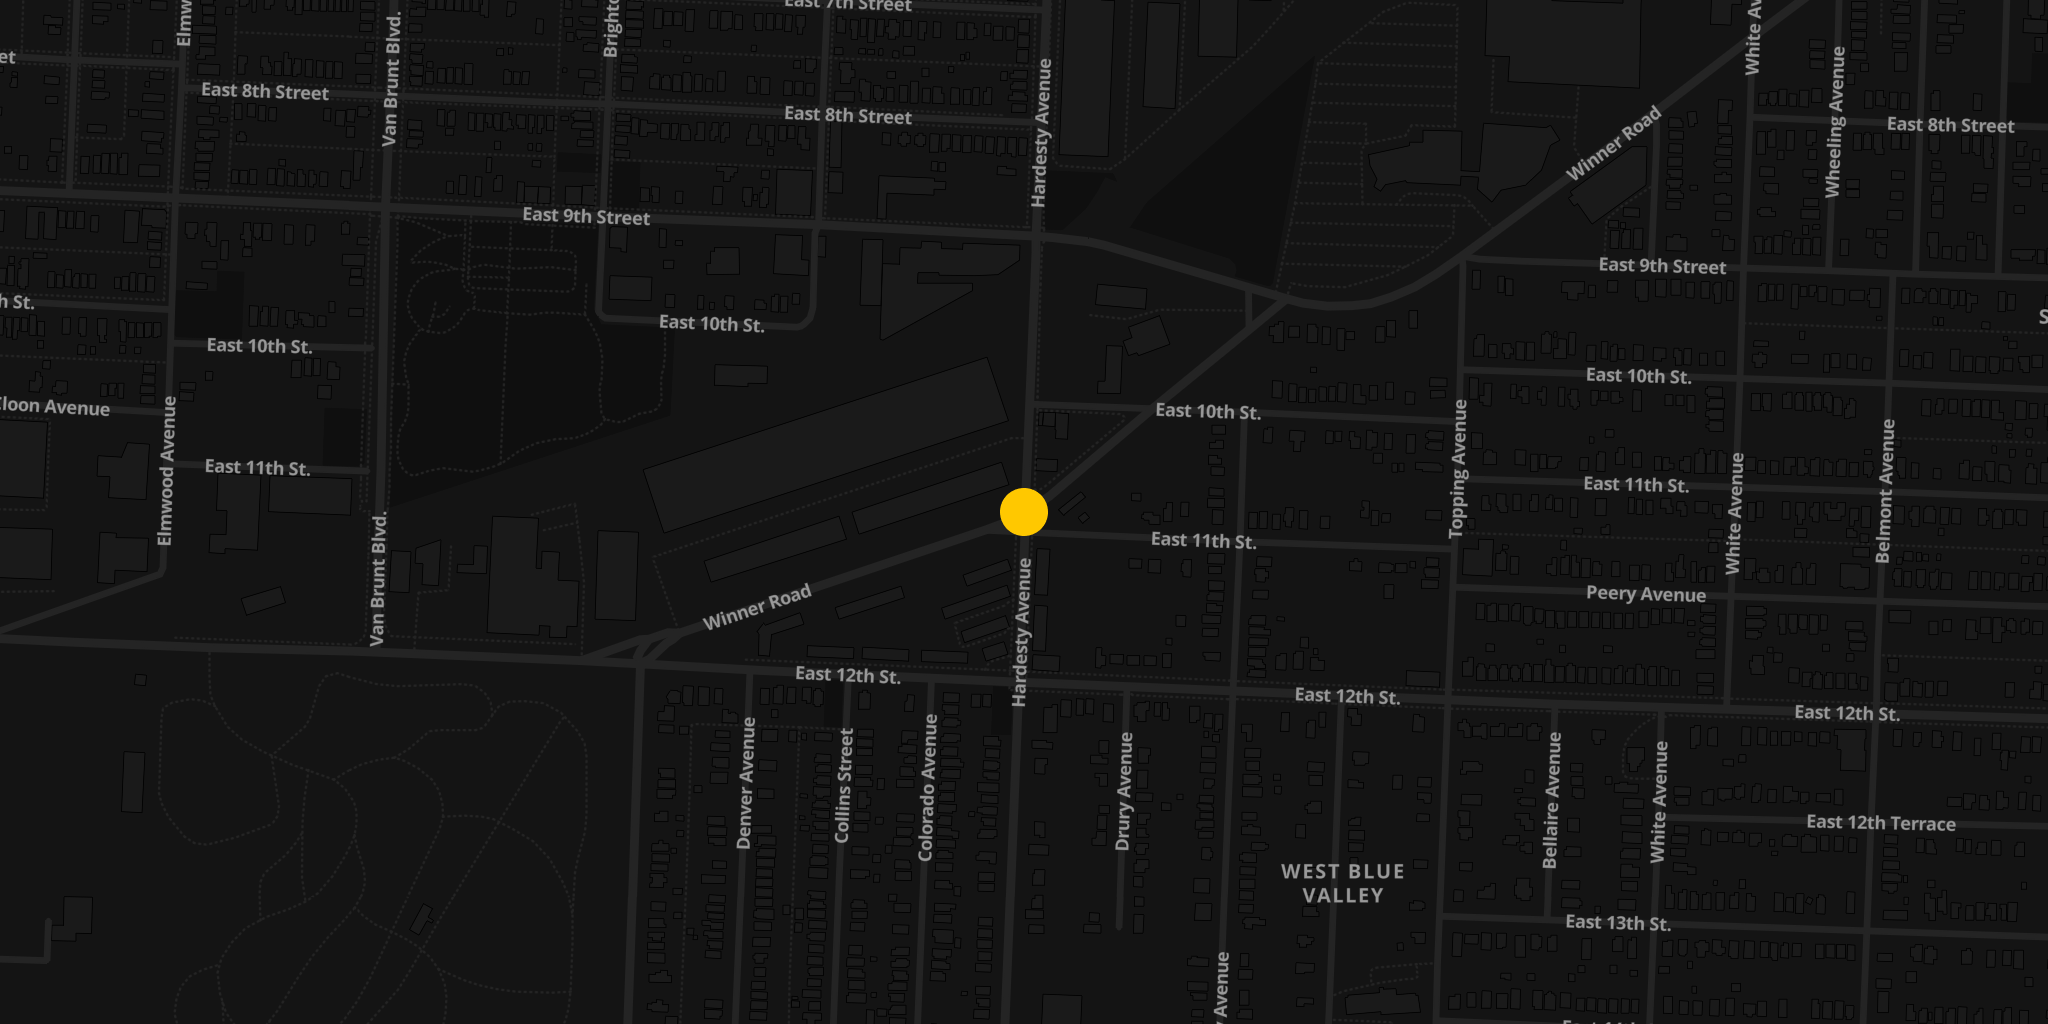 East 7th Street
Elmw
Van Brunt Blvd.
Brighto
White Av
Hardesty Avenue
Wheeling Avenue
et
East 8th Street
East 8th Street
East 8th Street
Winner Road
East 9th Street
East 9th Street
h St.
East 10th St.
East 10th St.
East 10th St.
East 10th St.
Cloon Avenue
Elmwood Avenue
East 11th St.
East 11th St.
East 11th St.
Topping Avenue
White Avenue
Belmont Avenue
S
Van Brunt Blvd.
Winner Road
Hardesty Avenue
Peery Avenue
East 12th St.
East 12th St.
East 12th St.
Denver Avenue
Collins Street
Colorado Avenue
Drury Avenue
Bellaire Avenue
White Avenue
East 12th Terrace
WEST BLUE
VALLEY
East 13th St.
y Avenue